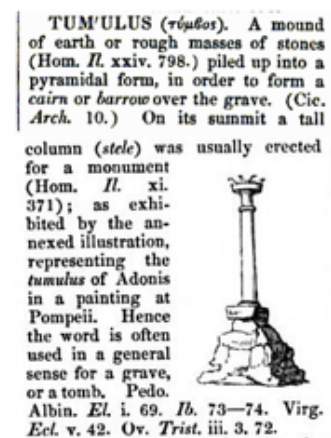 TUM'ULUS (τύμβος). A mound
of earth or rough masses of stones
(Hom. Il. xxiv. 798.) piled up into a
pyramidal form, in order to form a
cairn or barrow over the grave. (Cic.
Arch. 10.) On its summit a tall
column (stele) was usually erected
for a monument
(Hom. Il. xi.
371); as exhi-
bited by the an-
nexed illustration,
representing the
tumulus of Adonis
in a painting at
Pompeii. Hence
the word is often
used in a general
sense for a grave,
or a tomb. Pedo.
Albin. El. i. 69. Ib. 73—74. Virg.
Ecl. v. 42. Ov. Trist. iii. 3. 72.